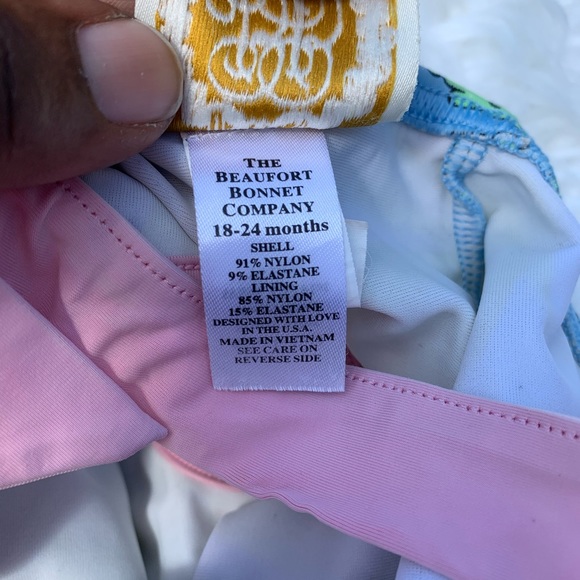 THE
BEAUFORT
BONNET
COMPANY
18-24 months
SHELL
91% NYLON
9% ELASTANE
LINING
85% NYLON
15% ELASTANE
DESIGNED WITH LOVE
IN THE U.S.A.
MADE IN VIETNAM
SEE CARE ON
REVERSE SIDE